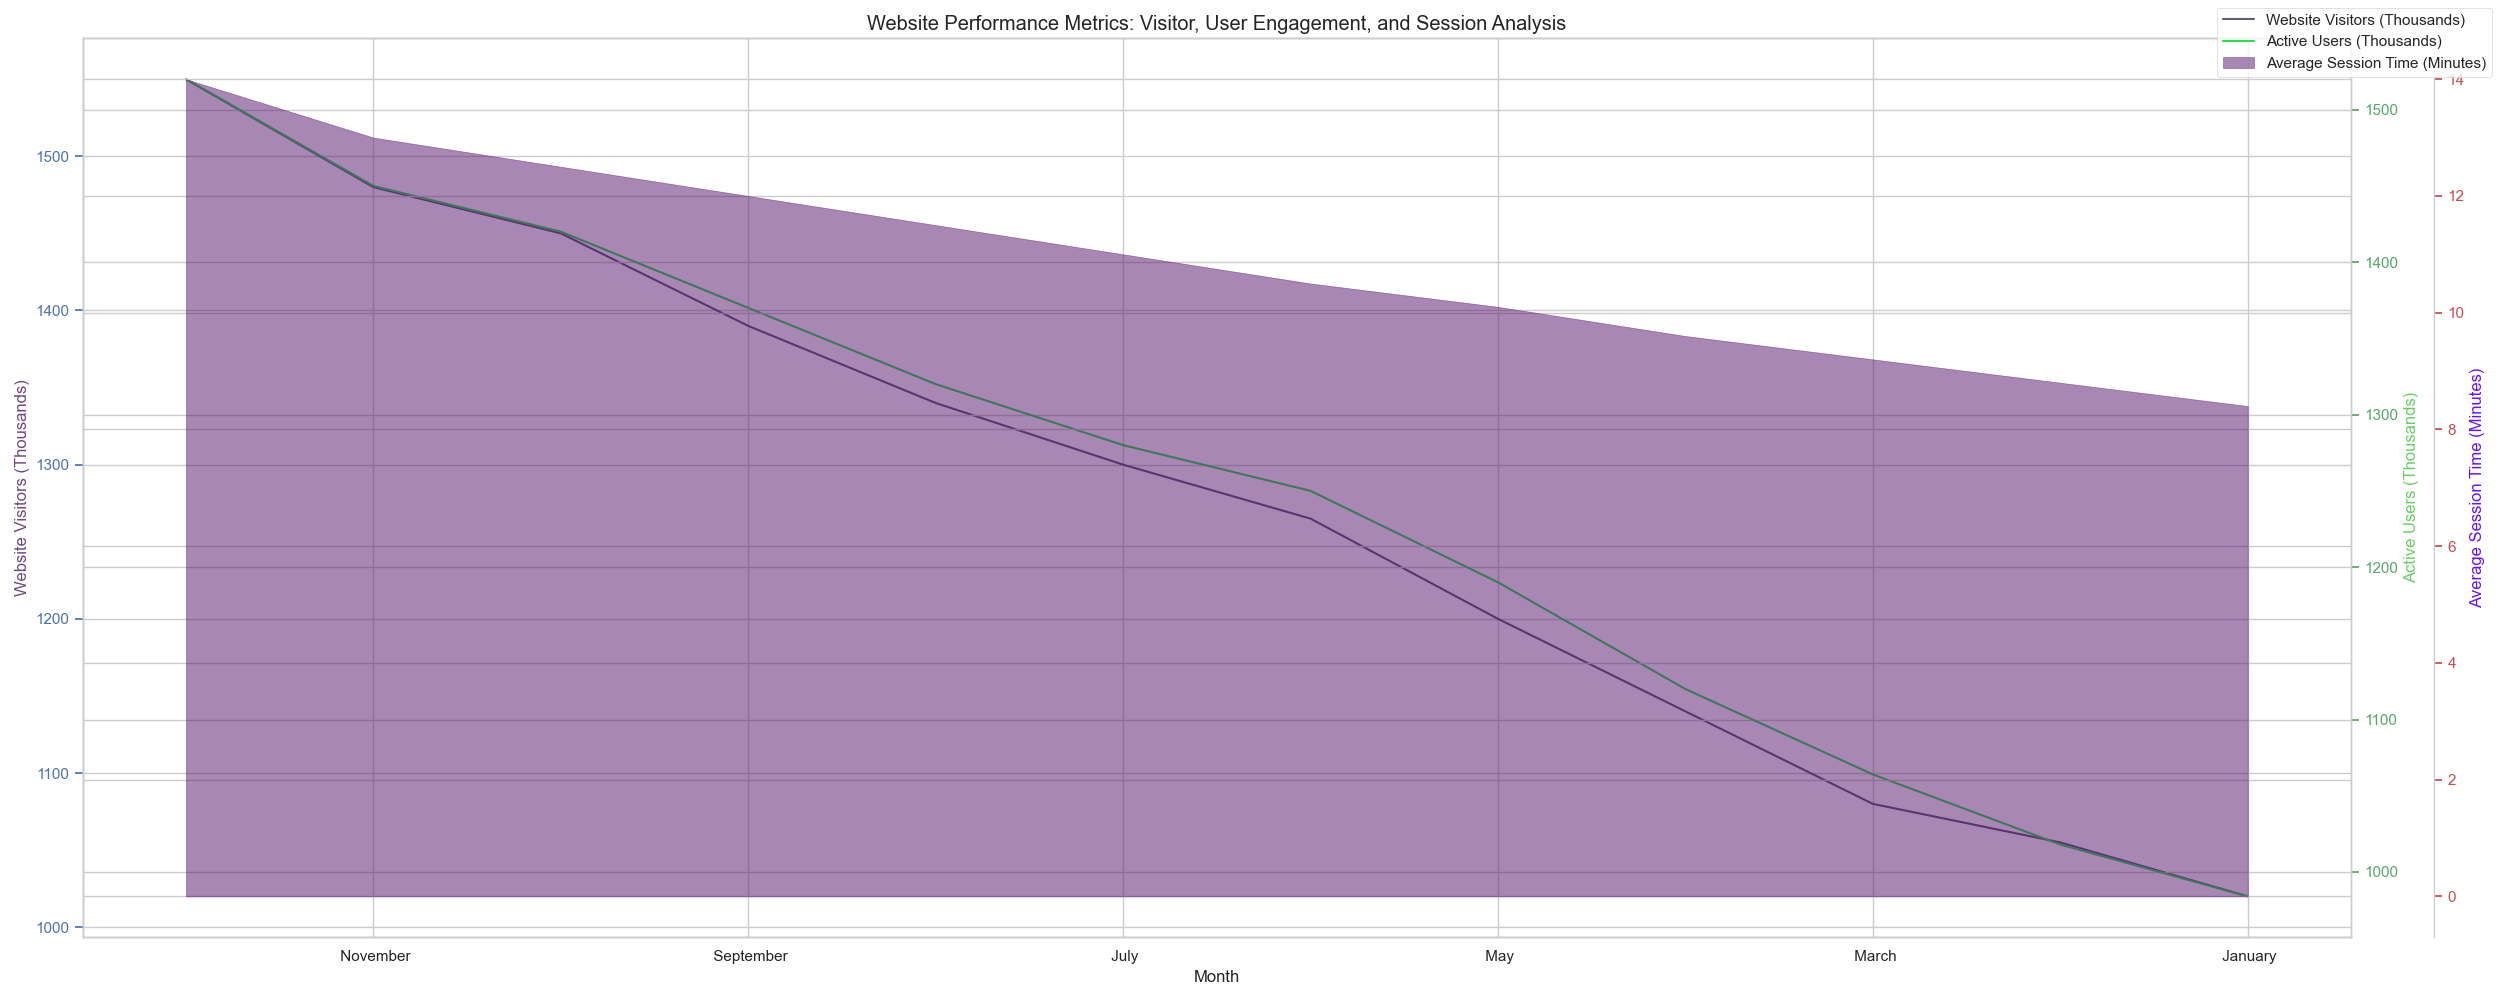 Website Performance Metrics: Visitor, User Engagement, and Session Analysis
Website Visitors (Thousands)
Active Users (Thousands)
Average Session Time (Minutes)
Website Visitors (Thousands)
1500
1400
1300
1200
1100
1000
November
September
July
May
March
January
Month
1500
1400
1300
1200
1100
1000
Active Users (Thousands)
14
12
10
8
6
4
2
0
Average Session Time (Minutes)